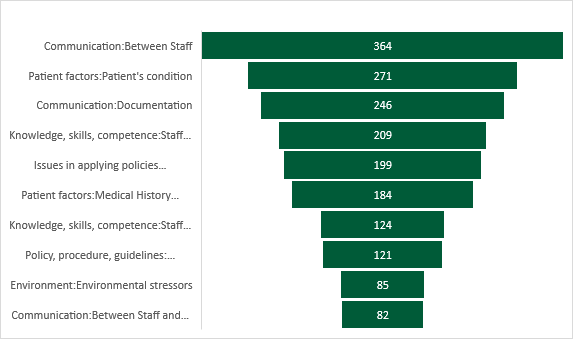 Communication:Between Staff 364
Patient factors:Patient's condition 271
Communication:Documentation 246
Knowledge, skills, competence:Staff... 209
Issues in applying policies... 199
Patient factors:Medical History... 184
Knowledge, skills, competence:Staff... 124
Policy, procedure, guidelines:... 121
Environment:Environmental stressors 85
Communication:Between Staff and... 82